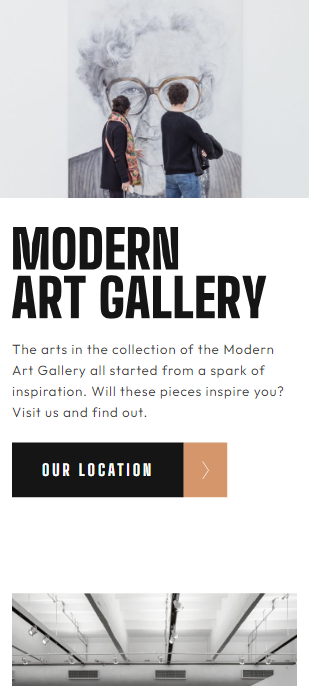 MODERN
ART GALLERY
The arts in the collection of the Modern
Art Gallery all started from a spark of
inspiration. Will these pieces inspire you?
Visit us and find out.
OUR LOCATION